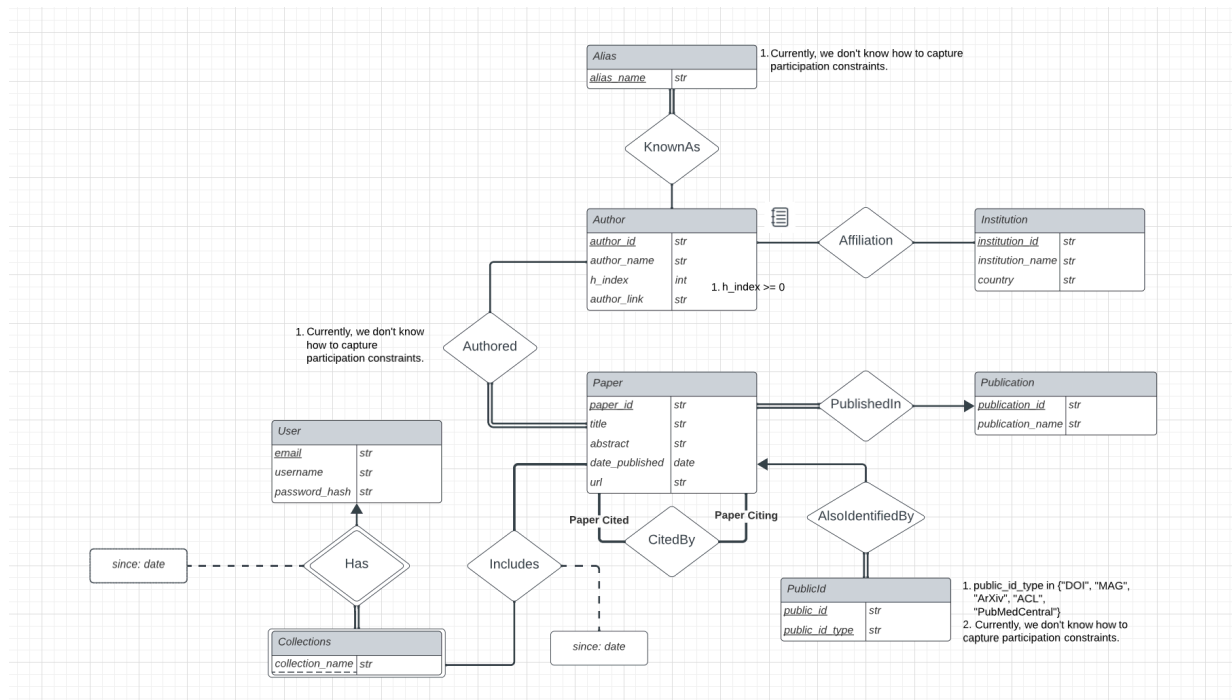 Alias
alias_name str
1. Currently, we don't know how to capture
participation constraints.
KnownAs
Author
author_id str
author_name str
h_index int
author_link str
1. h_index >= 0
Affiliation
Institution
institution_id str
institution_name str
country str
1. Currently, we don't know
how to capture
participation constraints.
Authored
Paper
paper_id str
title str
abstract str
date_published date
url str
PublishedIn
Publication
publication_id str
publication_name str
User
email str
username str
password_hash str
Paper Cited
Paper Citing
CitedBy
AlsoIdentifiedBy
since: date
Has
Includes
PublicId
public_id str
public_id_type str
1. public_id_type in {"DOI", "MAG",
"ArXiv", "ACL",
"PubMedCentral"}
2. Currently, we don't know how to
capture participation constraints.
Collections
collection_name str
since: date